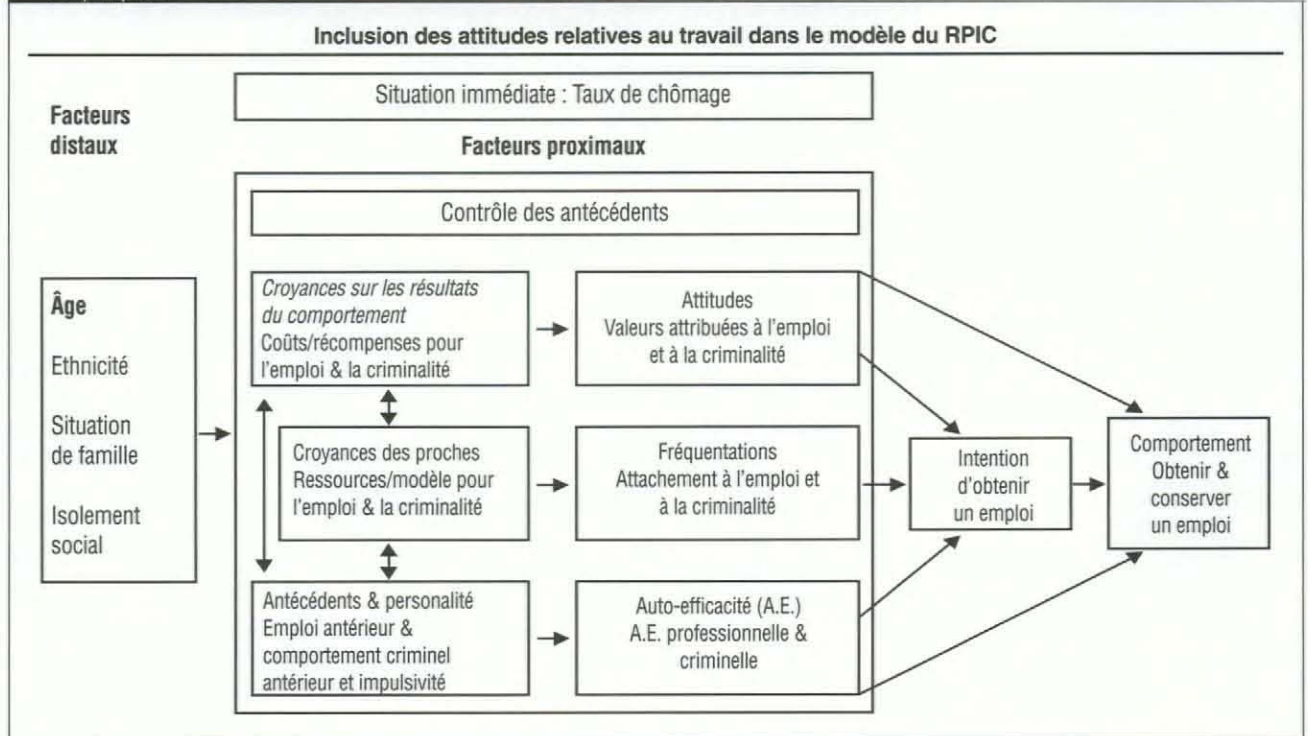 Inclusion des attitudes relatives au travail dans le modèle du RPIC
Situation immédiate : Taux de chômage
Facteurs
distaux
Facteurs proximaux
Contrôle des antécédents
Âge
Ethnicité
Situation
de famille
Isolement
social
Croyances sur les résultats
du comportement
Coûts/récompenses pour
l'emploi & la criminalité
Attitudes
Valeurs attribuées à l'emploi
et à la criminalité
Croyances des proches
Ressources/modèle pour
l'emploi & la criminalité
Fréquentations
Attachement à l'emploi et
à la criminalité
Antécédents & personalité
Emploi antérieur &
comportement criminel
antérieur et impulsivité
Auto-efficacité (A.E.)
A.E. professionnelle &
criminelle
Intention
d'obtenir
un emploi
Comportement
Obtenir &
conserver
un emploi